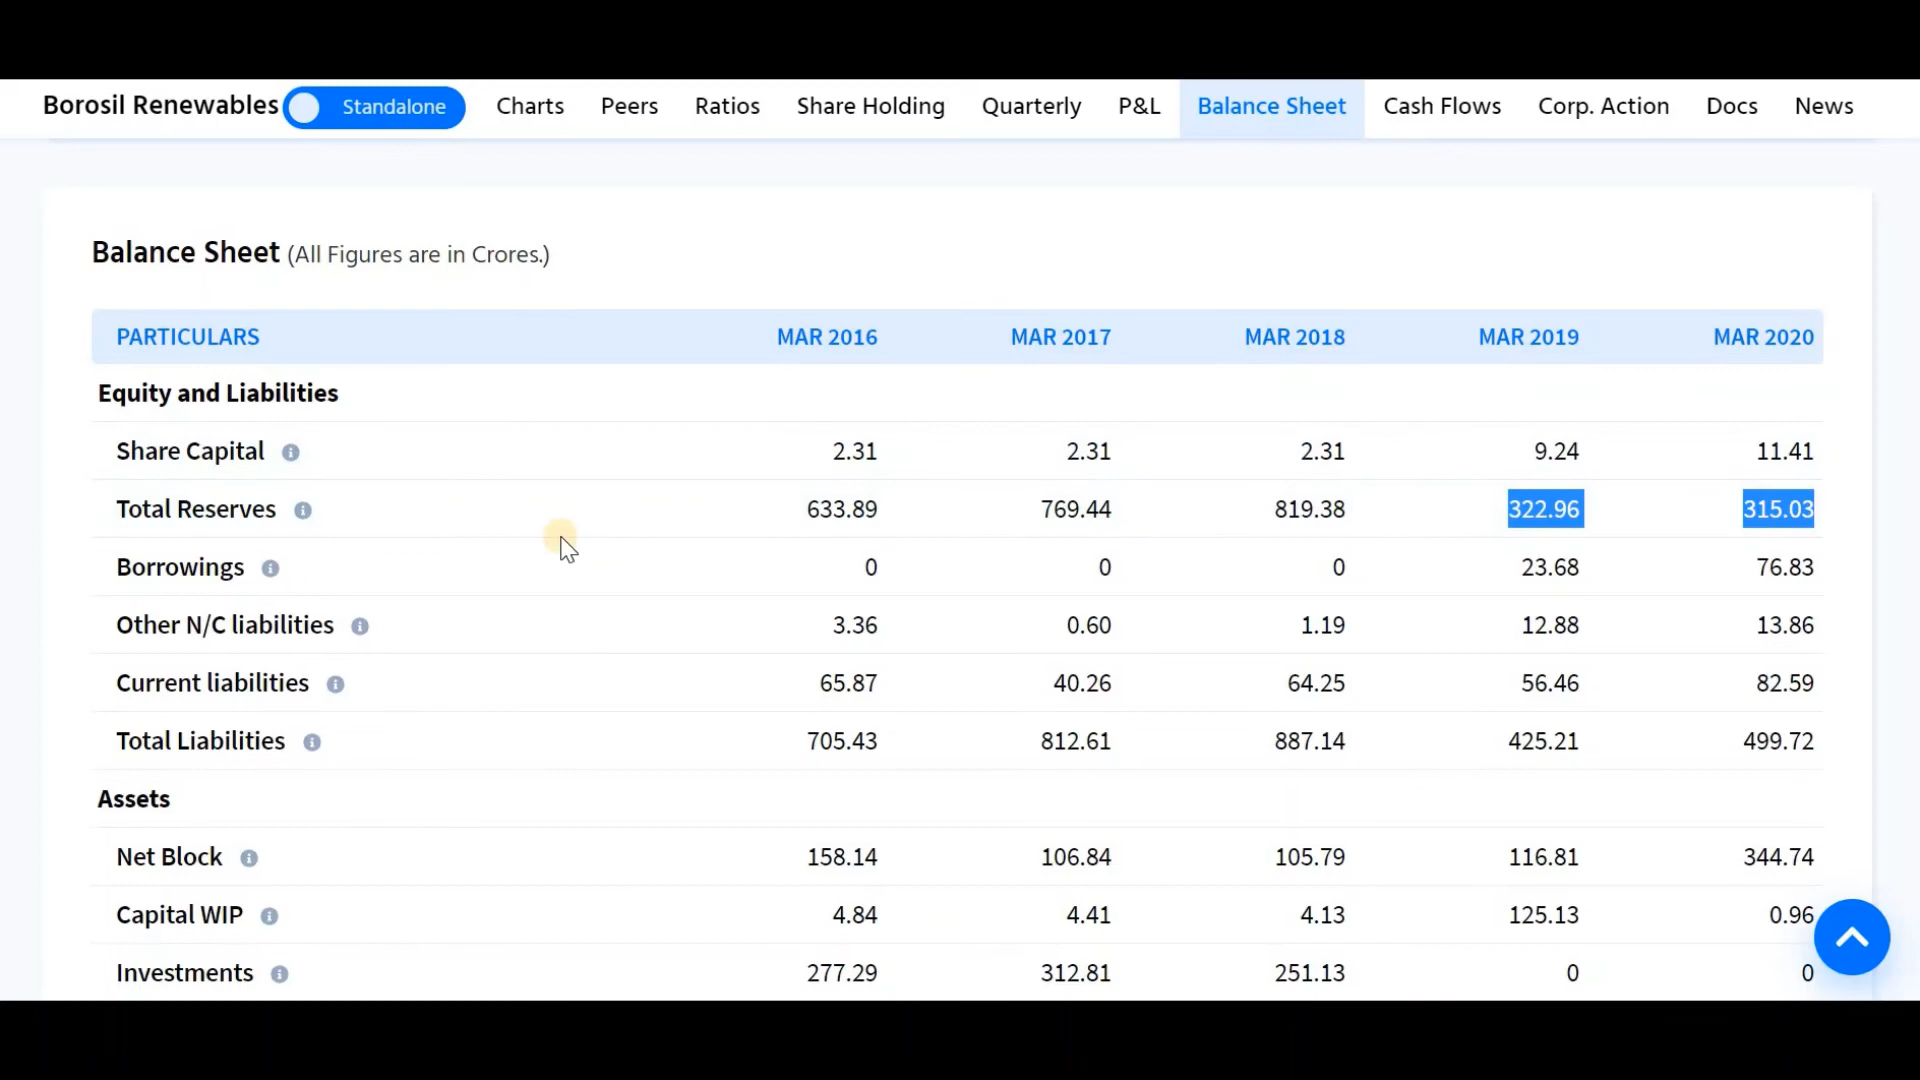 Borosil Renewables Standalone Charts Peers Ratios Share Holding Quarterly P&L Balance Sheet Cash Flows Corp. Action Docs News
Balance Sheet (All Figures are in Crores.)
PARTICULARS MAR 2016 MAR 2017 MAR 2018 MAR 2019 MAR 2020
Equity and Liabilities
Share Capital 2.31 2.31 2.31 9.24 11.41
Total Reserves 633.89 769.44 819.38 322.96 315.03
Borrowings 0 0 0 23.68 76.83
Other N/C liabilities 3.36 0.60 1.19 12.88 13.86
Current liabilities 65.87 40.26 64.25 56.46 82.59
Total Liabilities 705.43 812.61 887.14 425.21 499.72
Assets
Net Block 158.14 106.84 105.79 116.81 344.74
Capital WIP 4.84 4.41 4.13 125.13 0.96
Investments 277.29 312.81 251.13 0 0